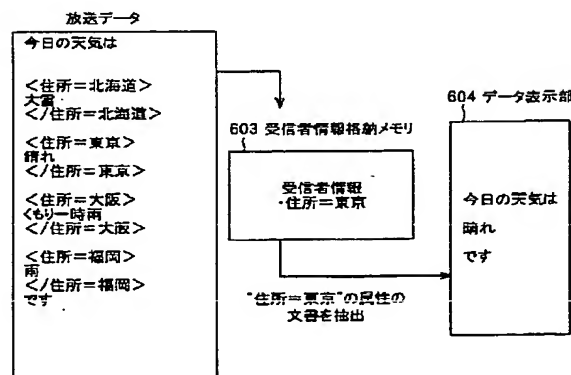 放送データ
今日の天気は
<住所=北海道>
大雪
</住所=北海道>
<住所=東京>
晴れ
</住所=東京>
<住所=大阪>
くもり一時雨
</住所=大阪>
<住所=福岡>
雨
</住所=福岡>
です
603 受信者情報格納メモリ
受信者情報
・住所=東京
"住所=東京"の属性の
文書を抽出
604 データ表示部
今日の天気は
晴れ
です